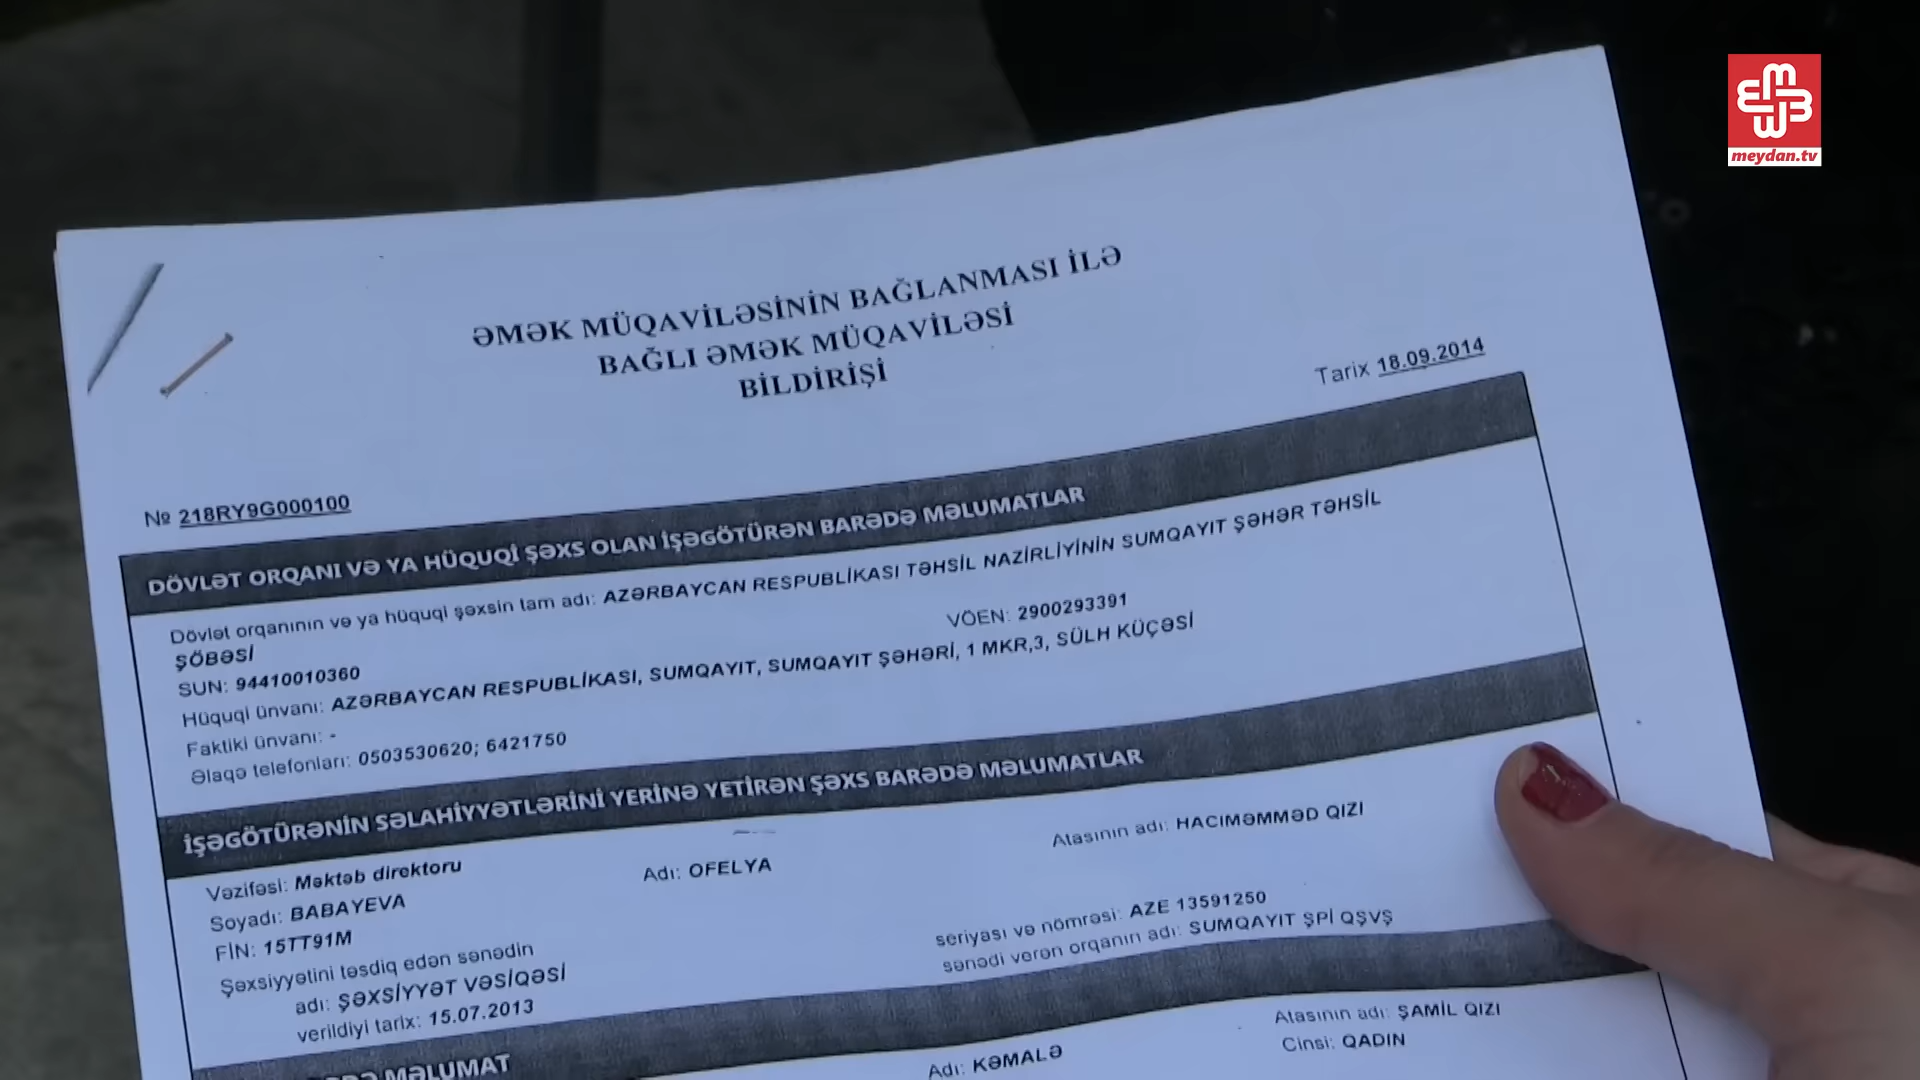 meydan.tv
ƏMƏK MÜQAVİLƏSİNİN BAĞLANMASI İLƏ
BAĞLI ƏMƏK MÜQAVİLƏSİ
BİLDİRİŞİ
Tarix 18.09.2014
№ 218RY9G000100
DÖVLƏT ORQANI VƏ YA HÜQUQİ ŞƏXS OLAN İŞƏGÖTÜRƏN BARƏDƏ MƏLUMATLAR
Dövlət orqanının və ya hüquqi şəxsin tam adı: AZƏRBAYCAN RESPUBLİKASI TƏHSİL NAZİRLİYİNİN SUMQAYIT ŞƏHƏR TƏHSİL
ŞÖBƏSİ
VÖEN: 2900293391
SUN: 94410010360
Hüquqi ünvanı: AZƏRBAYCAN RESPUBLİKASI, SUMQAYIT, SUMQAYIT ŞƏHƏRİ, 1 MKR,3, SÜLH KÜÇƏSİ
Faktiki ünvanı: -
Əlaqə telefonları: 0503530620; 6421750
İŞƏGÖTÜRƏNİN SƏLAHİYYƏTLƏRİNİ YERİNƏ YETİRƏN ŞƏXS BARƏDƏ MƏLUMATLAR
Vəzifəsi: Məktəb direktoru
Soyadı: BABAYEVA Adı: OFELYA Atasının adı: HACIMƏMMƏD QIZI
FİN: 15TT91M
Şəxsiyyətini təsdiq edən sənədin
adı: ŞƏXSİYYƏT VƏSİQƏSİ seriyası və nömrəsi: AZE 13591250
verildiyi tarix: 15.07.2013 sənədi verən orqanın adı: SUMQAYIT ŞPİ QŞVŞ
MƏLUMAT
Adı: KƏMALƏ Atasının adı: ŞAMİL QIZI
Cinsi: QADIN